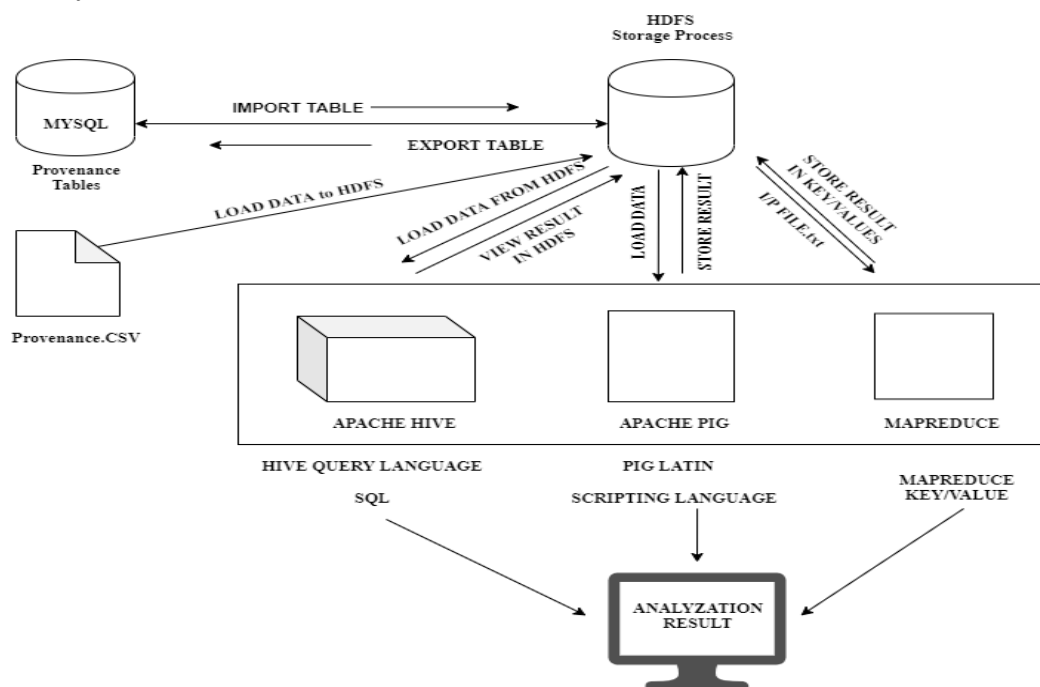 HDFS
Storage Process
MYSQL
IMPORT TABLE
EXPORT TABLE
Provenance
Tables
LOAD DATA to HDFS
LOAD DATA FROM HDFS
VIEW RESULT
IN HDFS
LOAD DATA
STORE RESULT
STORE RESULT
IN KEY/VALUES
I/P FILE.txt
Provenance.CSV
APACHE HIVE
APACHE PIG
MAPREDUCE
HIVE QUERY LANGUAGE
PIG LATIN
MAPREDUCE
KEY/VALUE
SQL
SCRIPTING LANGUAGE
ANALYZATION
RESULT